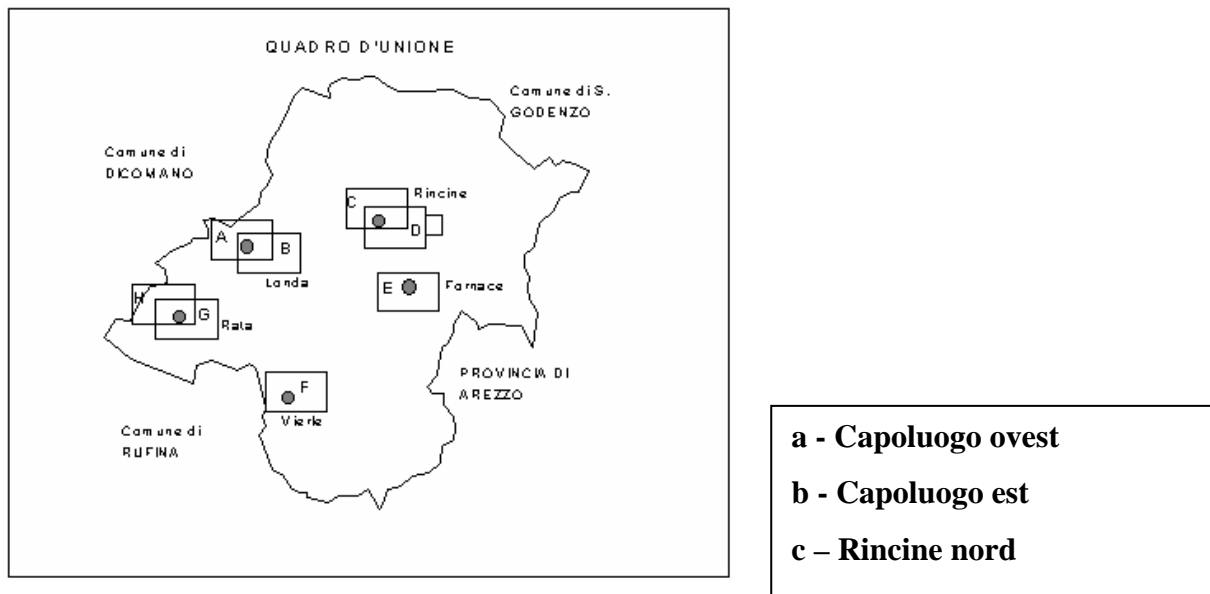 QUADRO D'UNIONE
Comune di S.
GODENZO
Comune di
DICOMANO
C
Rincine
A
D
B
Londa
E
Fornace
H
G
Rata
PROVINCIA DI
AREZZO
F
Vierle
Comune di
RUFINA
a - Capoluogo ovest
b - Capoluogo est
c – Rincine nord